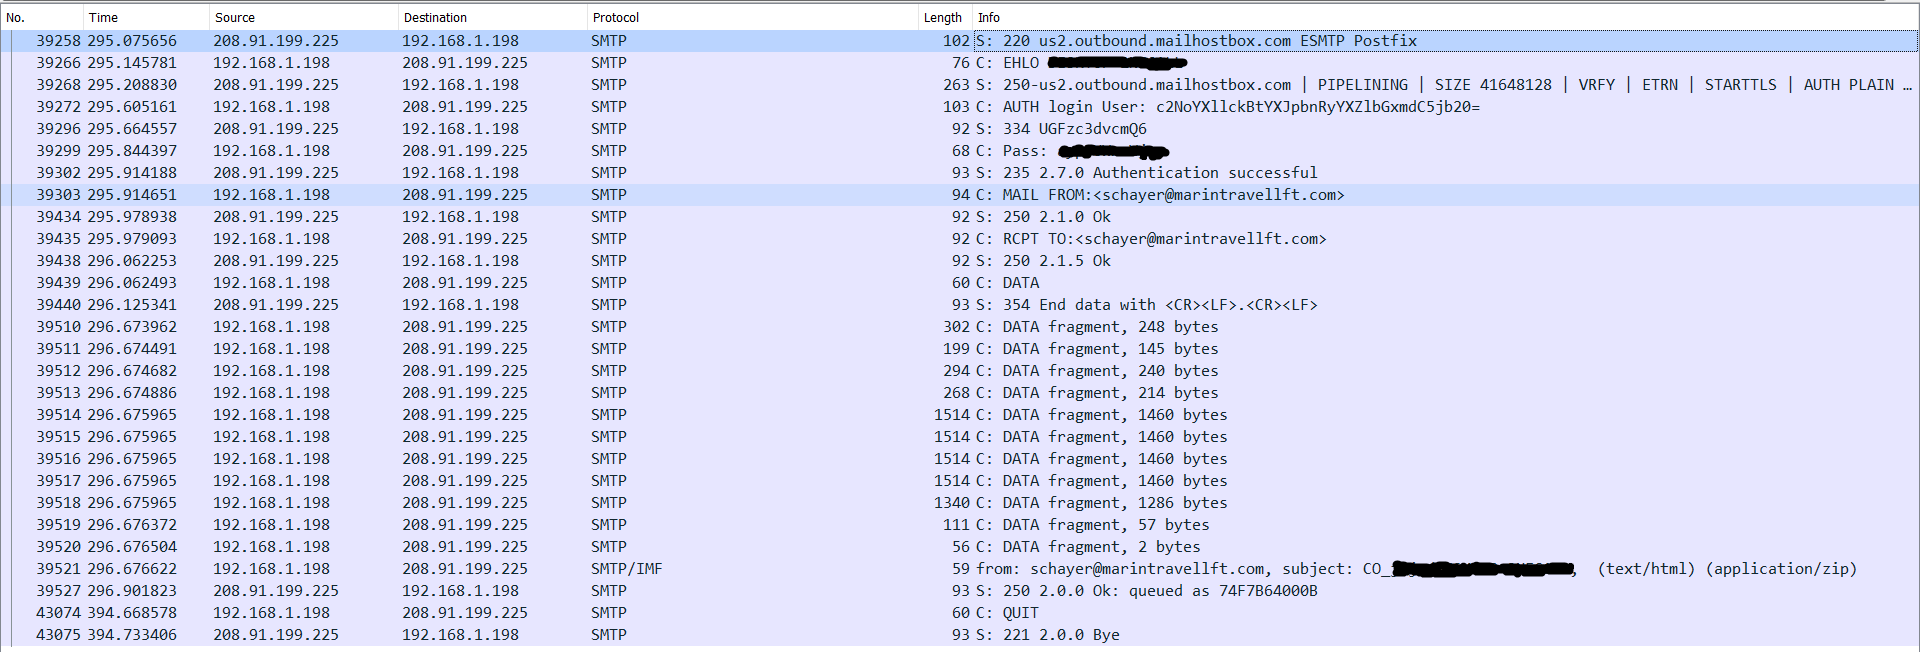 No. Time Source Destination Protocol Length Info
39258 295.075656 208.91.199.225 192.168.1.198 SMTP 102 S: 220 us2.outbound.mailhostbox.com ESMTP Postfix
39266 295.145781 192.168.1.198 208.91.199.225 SMTP 76 C: EHLO
39268 295.208830 208.91.199.225 192.168.1.198 SMTP 263 S: 250-us2.outbound.mailhostbox.com | PIPELINING | SIZE 41648128 | VRFY | ETRN | STARTTLS | AUTH PLAIN …
39272 295.605161 192.168.1.198 208.91.199.225 SMTP 103 C: AUTH login User: c2NoYXllckBtYXJpbnRyYXZlbGxmdC5jb20=
39296 295.664557 208.91.199.225 192.168.1.198 SMTP 92 S: 334 UGFzc3dvcmQ6
39299 295.844397 192.168.1.198 208.91.199.225 SMTP 68 C: Pass:
39302 295.914188 208.91.199.225 192.168.1.198 SMTP 93 S: 235 2.7.0 Authentication successful
39303 295.914651 192.168.1.198 208.91.199.225 SMTP 94 C: MAIL FROM:<schayer@marintravellft.com>
39434 295.978938 208.91.199.225 192.168.1.198 SMTP 92 S: 250 2.1.0 Ok
39435 295.979093 192.168.1.198 208.91.199.225 SMTP 92 C: RCPT TO:<schayer@marintravellft.com>
39438 296.062253 208.91.199.225 192.168.1.198 SMTP 92 S: 250 2.1.5 Ok
39439 296.062493 192.168.1.198 208.91.199.225 SMTP 60 C: DATA
39440 296.125341 208.91.199.225 192.168.1.198 SMTP 93 S: 354 End data with <CR><LF>.<CR><LF>
39510 296.673962 192.168.1.198 208.91.199.225 SMTP 302 C: DATA fragment, 248 bytes
39511 296.674491 192.168.1.198 208.91.199.225 SMTP 199 C: DATA fragment, 145 bytes
39512 296.674682 192.168.1.198 208.91.199.225 SMTP 294 C: DATA fragment, 240 bytes
39513 296.674886 192.168.1.198 208.91.199.225 SMTP 268 C: DATA fragment, 214 bytes
39514 296.675965 192.168.1.198 208.91.199.225 SMTP 1514 C: DATA fragment, 1460 bytes
39515 296.675965 192.168.1.198 208.91.199.225 SMTP 1514 C: DATA fragment, 1460 bytes
39516 296.675965 192.168.1.198 208.91.199.225 SMTP 1514 C: DATA fragment, 1460 bytes
39517 296.675965 192.168.1.198 208.91.199.225 SMTP 1514 C: DATA fragment, 1460 bytes
39518 296.675965 192.168.1.198 208.91.199.225 SMTP 1340 C: DATA fragment, 1286 bytes
39519 296.676372 192.168.1.198 208.91.199.225 SMTP 111 C: DATA fragment, 57 bytes
39520 296.676504 192.168.1.198 208.91.199.225 SMTP 56 C: DATA fragment, 2 bytes
39521 296.676622 192.168.1.198 208.91.199.225 SMTP/IMF 59 from: schayer@marintravellft.com, subject: CO_ , (text/html) (application/zip)
39527 296.901823 208.91.199.225 192.168.1.198 SMTP 93 S: 250 2.0.0 Ok: queued as 74F7B64000B
43074 394.668578 192.168.1.198 208.91.199.225 SMTP 60 C: QUIT
43075 394.733406 208.91.199.225 192.168.1.198 SMTP 93 S: 221 2.0.0 Bye